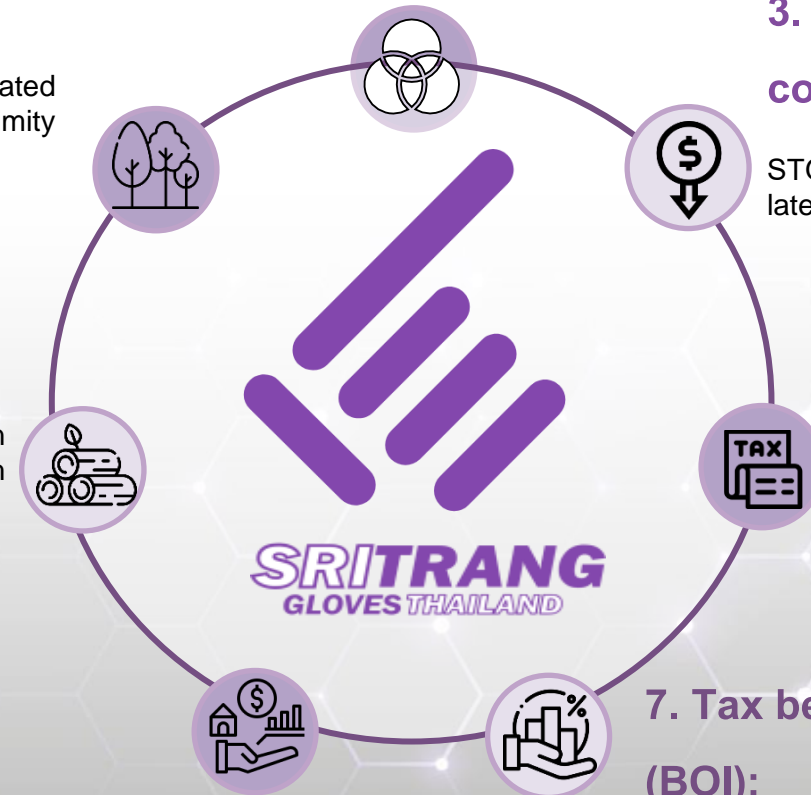 3.
ated
mity
co
STG
late
n
n
TAX
SRITRANG
GLOVES THAILAND
7. Tax be
(BOI):